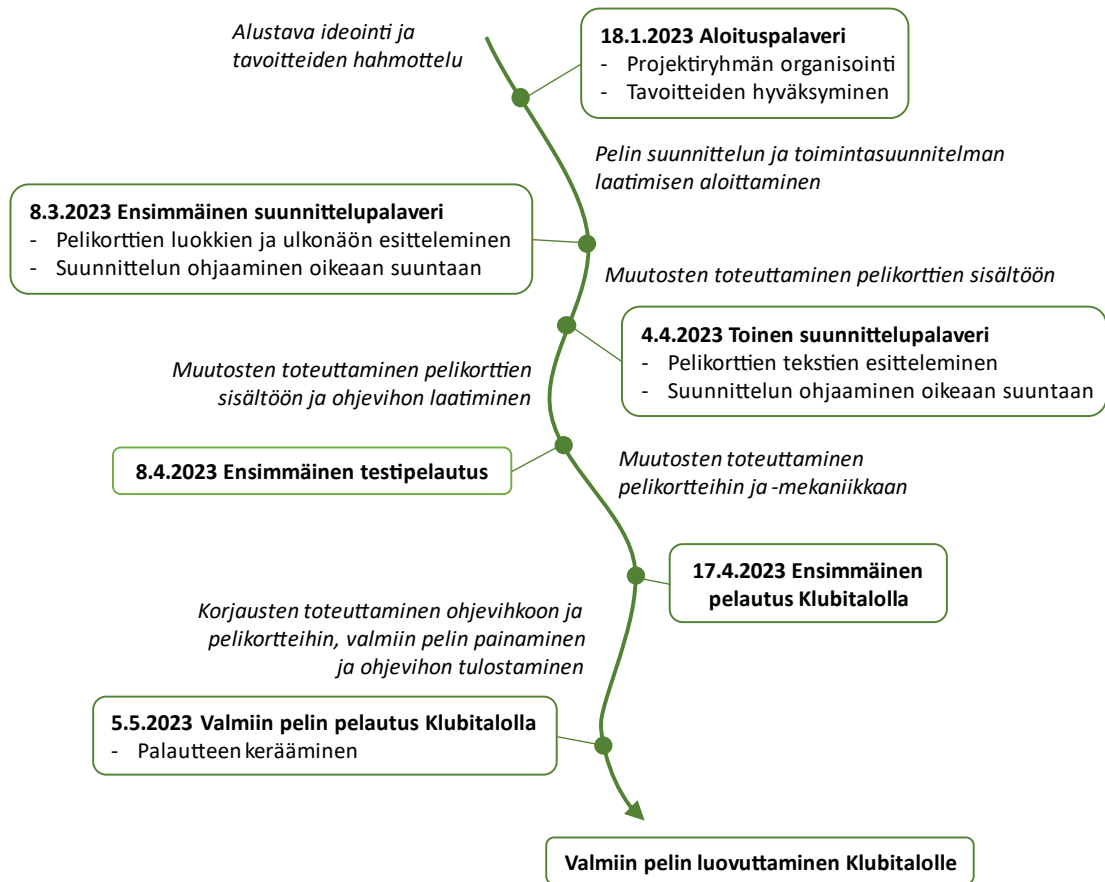 Alustava ideointi ja
tavoitteiden hahmottelu
18.1.2023 Aloituspalaveri
- Projektiryhmän organisointi
- Tavoitteiden hyväksyminen
Pelin suunnittelun ja toimintasuunnitelman
laatimisen aloittaminen
8.3.2023 Ensimmäinen suunnittelupalaveri
- Pelikorttien luokkien ja ulkonäön esitteleminen
- Suunnittelun ohjaaminen oikeaan suuntaan
Muutosten toteuttaminen pelikorttien sisältöön
4.4.2023 Toinen suunnittelupalaveri
- Pelikorttien tekstien esitteleminen
- Suunnittelun ohjaaminen oikeaan suuntaan
Muutosten toteuttaminen pelikorttien
sisältöön ja ohjevihon laatiminen
8.4.2023 Ensimmäinen testipelautus
Muutosten toteuttaminen
pelikortteihin ja -mekaniikkaan
17.4.2023 Ensimmäinen
pelautus Klubitalolla
Korjausten toteuttaminen ohjevihkoon ja
pelikortteihin, valmiin pelin painaminen
ja ohjevihon tulostaminen
5.5.2023 Valmiin pelin pelautus Klubitalolla
- Palautteen kerääminen
Valmiin pelin luovuttaminen Klubitalolle